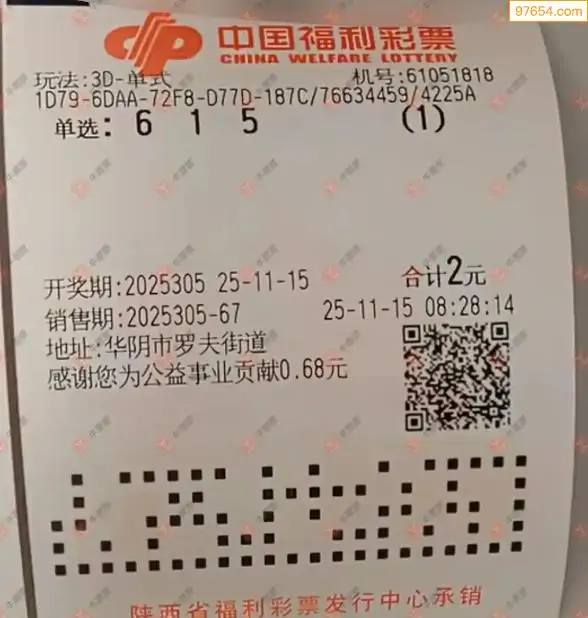 97654.com
中国福利彩票
CHINA WELFARE LOTTERY
玩法:3D-单式 机号:61051818
1D79-6DAA-72F8-D77D-187C/76634459/4225A
单选: 6 1 5 (1)
开奖期:2025305 25-11-15 合计2元
销售期:2025305-67 25-11-15 08:28:14
地址:华阴市罗夫街道
感谢您为公益事业贡献0.68元
陕西省福利彩票发行中心承销